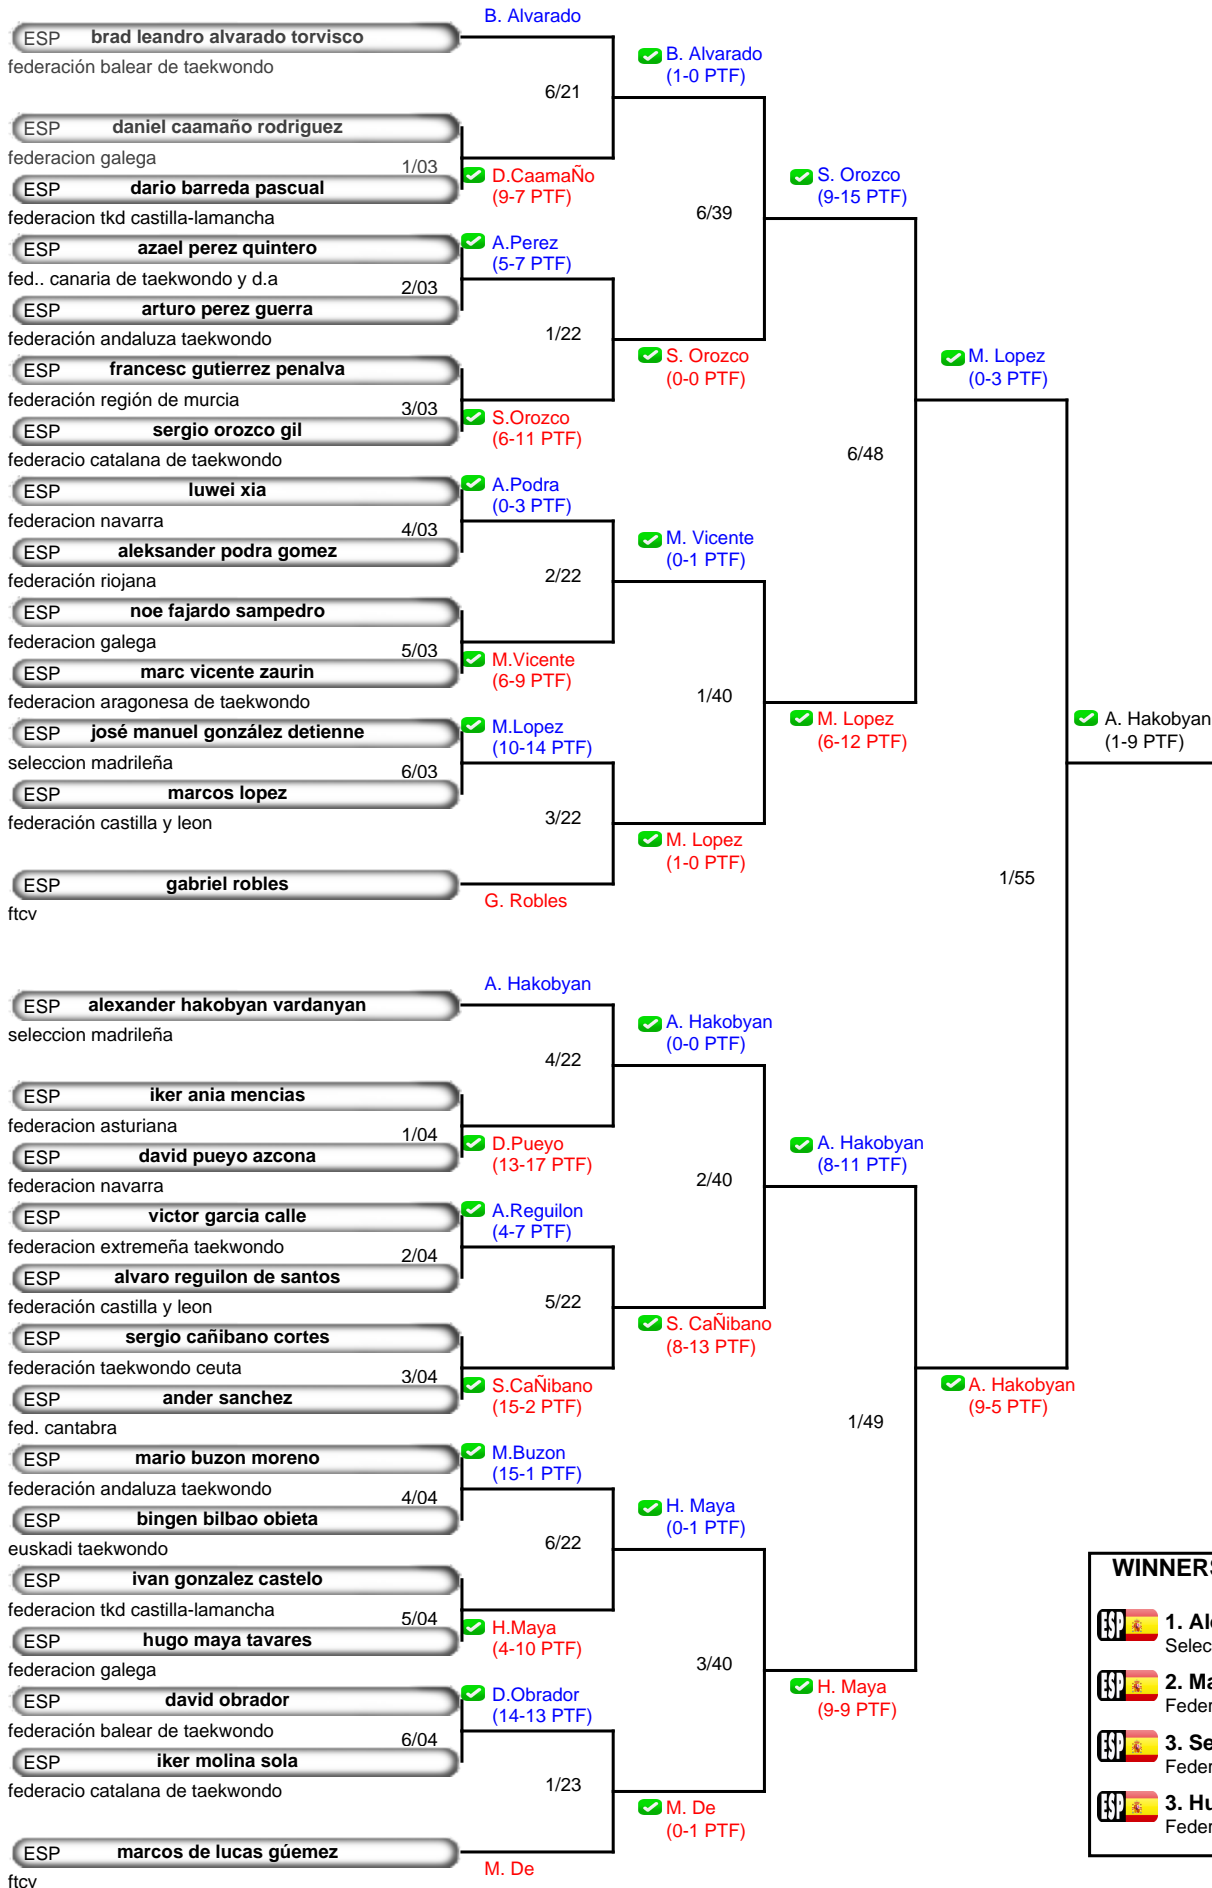 B. Alvarado
ESP brad leandro alvarado torvisco
federación balear de taekwondo
B. Alvarado
(1-0 PTF)
6/21
ESP daniel caamaño rodriguez
federacion galega
1/03
D.CaamaÑo
(9-7 PTF)
ESP dario barreda pascual
federacion tkd castilla-lamancha
S. Orozco
(9-15 PTF)
6/39
ESP azael perez quintero
A.Perez
(5-7 PTF)
fed.. canaria de taekwondo y d.a
2/03
ESP arturo perez guerra
federación andaluza taekwondo
1/22
S. Orozco
(0-0 PTF)
ESP francesc gutierrez penalva
federación región de murcia
3/03
S.Orozco
(6-11 PTF)
ESP sergio orozco gil
federacio catalana de taekwondo
M. Lopez
(0-3 PTF)
6/48
ESP luwei xia
A.Podra
(0-3 PTF)
federacion navarra
4/03
ESP aleksander podra gomez
federación riojana
M. Vicente
(0-1 PTF)
2/22
ESP noe fajardo sampedro
federacion galega
5/03
M.Vicente
(6-9 PTF)
ESP marc vicente zaurin
federacion aragonesa de taekwondo
1/40
M. Lopez
(6-12 PTF)
A. Hakobyan
(1-9 PTF)
ESP josé manuel gonzález detienne
M.Lopez
(10-14 PTF)
seleccion madrileña
6/03
ESP marcos lopez
federación castilla y leon
3/22
M. Lopez
(1-0 PTF)
ESP gabriel robles
G. Robles
ftcv
1/55
A. Hakobyan
ESP alexander hakobyan vardanyan
seleccion madrileña
A. Hakobyan
(0-0 PTF)
4/22
ESP iker ania mencias
federacion asturiana
1/04
D.Pueyo
(13-17 PTF)
ESP david pueyo azcona
federacion navarra
A. Hakobyan
(8-11 PTF)
2/40
ESP victor garcia calle
A.Reguilon
(4-7 PTF)
federacion extremeña taekwondo
2/04
ESP alvaro reguilon de santos
federación castilla y leon
5/22
S. CaÑibano
(8-13 PTF)
ESP sergio cañibano cortes
federación taekwondo ceuta
3/04
S.CaÑibano
(15-2 PTF)
ESP ander sanchez
fed. cantabra
A. Hakobyan
(9-5 PTF)
1/49
ESP mario buzon moreno
M.Buzon
(15-1 PTF)
federación andaluza taekwondo
4/04
ESP bingen bilbao obieta
euskadi taekwondo
H. Maya
(0-1 PTF)
6/22
ESP ivan gonzalez castelo
federacion tkd castilla-lamancha
5/04
H.Maya
(4-10 PTF)
ESP hugo maya tavares
federacion galega
3/40
H. Maya
(9-9 PTF)
ESP david obrador
D.Obrador
(14-13 PTF)
federación balear de taekwondo
6/04
ESP iker molina sola
federacio catalana de taekwondo
1/23
M. De
(0-1 PTF)
ESP marcos de lucas gúemez
M. De
ftcv
WINNERS
ESP 1. Al
Selec
ESP 2. Ma
Feder
ESP 3. Se
Feder
ESP 3. Hu
Feder